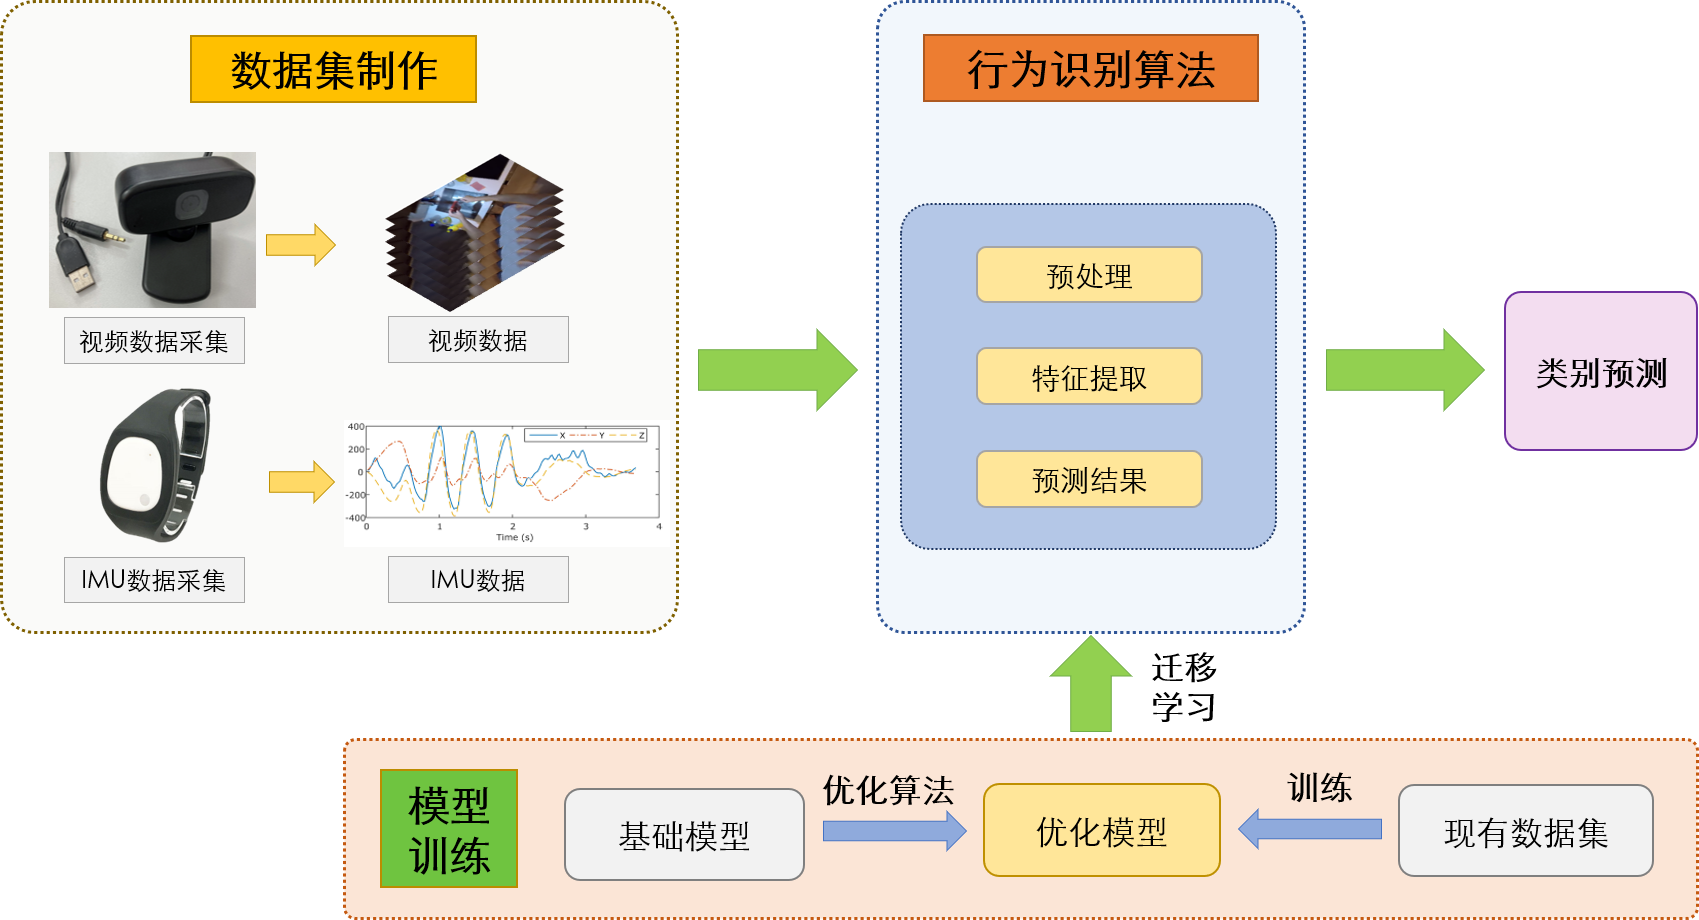 数据集制作
视频数据采集
视频数据
IMU数据采集
400
200
0
-200
-400
X
Y
Z
0
1
2
3
4
Time (s)
IMU数据
行为识别算法
预处理
特征提取
预测结果
类别预测
迁移
学习
模型
训练
基础模型
优化算法
优化模型
训练
现有数据集